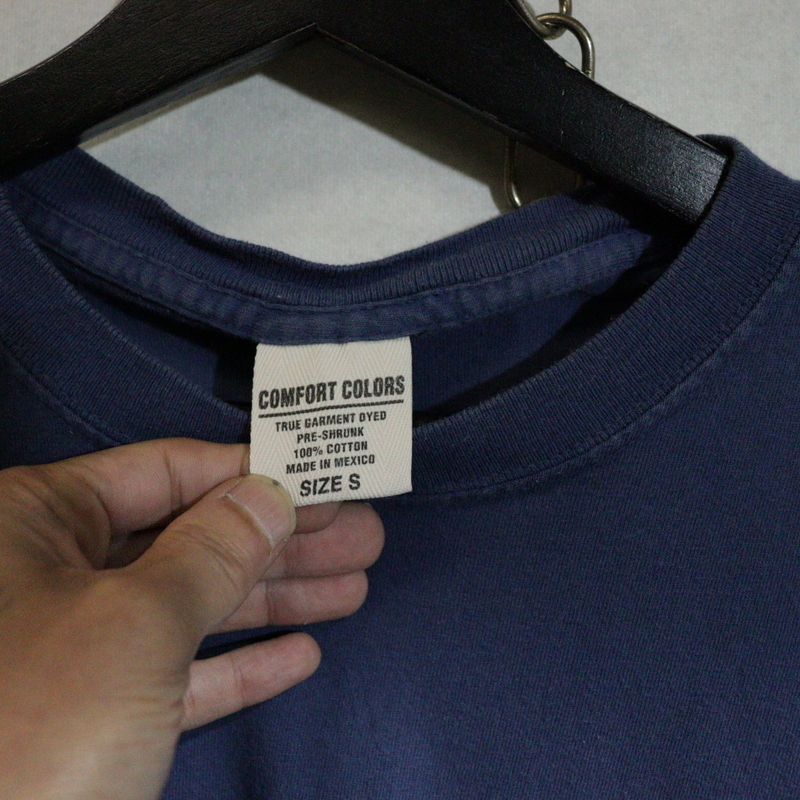 COMFORT COLORS
TRUE GARMENT DYED
PRE-SHRUNK
100% COTTON
MADE IN MEXICO
SIZE S